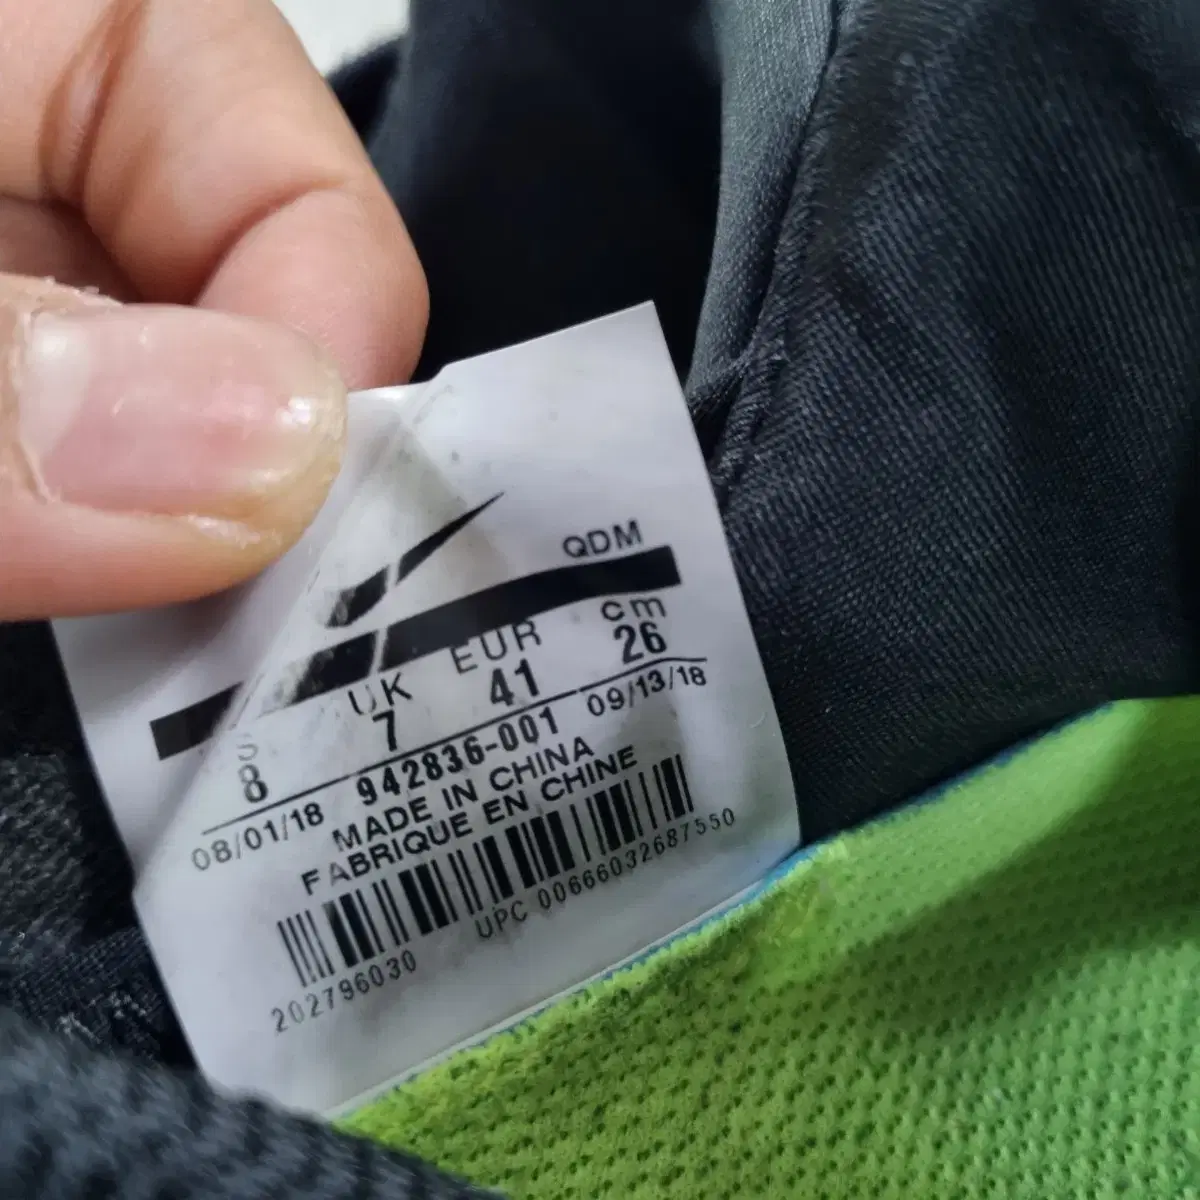 QDM
UK EUR cm
8 7 41 26
08/01/18 942836-001 09/13/18
MADE IN CHINA
FABRIQUE EN CHINE
202796030 UPC 00666032687550